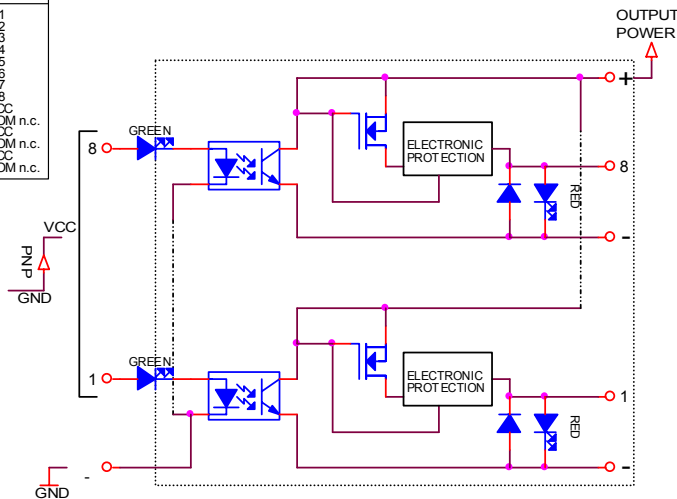 1
2
3
4
5
6
7
8
CC
OM n.c.
CC
OM n.c.
CC
OM n.c.
OUTPUT
POWER
+
GREEN
8
ELECTRONIC
PROTECTION
8
RED
-
VCC
PNP
GND
GREEN
1
ELECTRONIC
PROTECTION
1
RED
-
-
GND